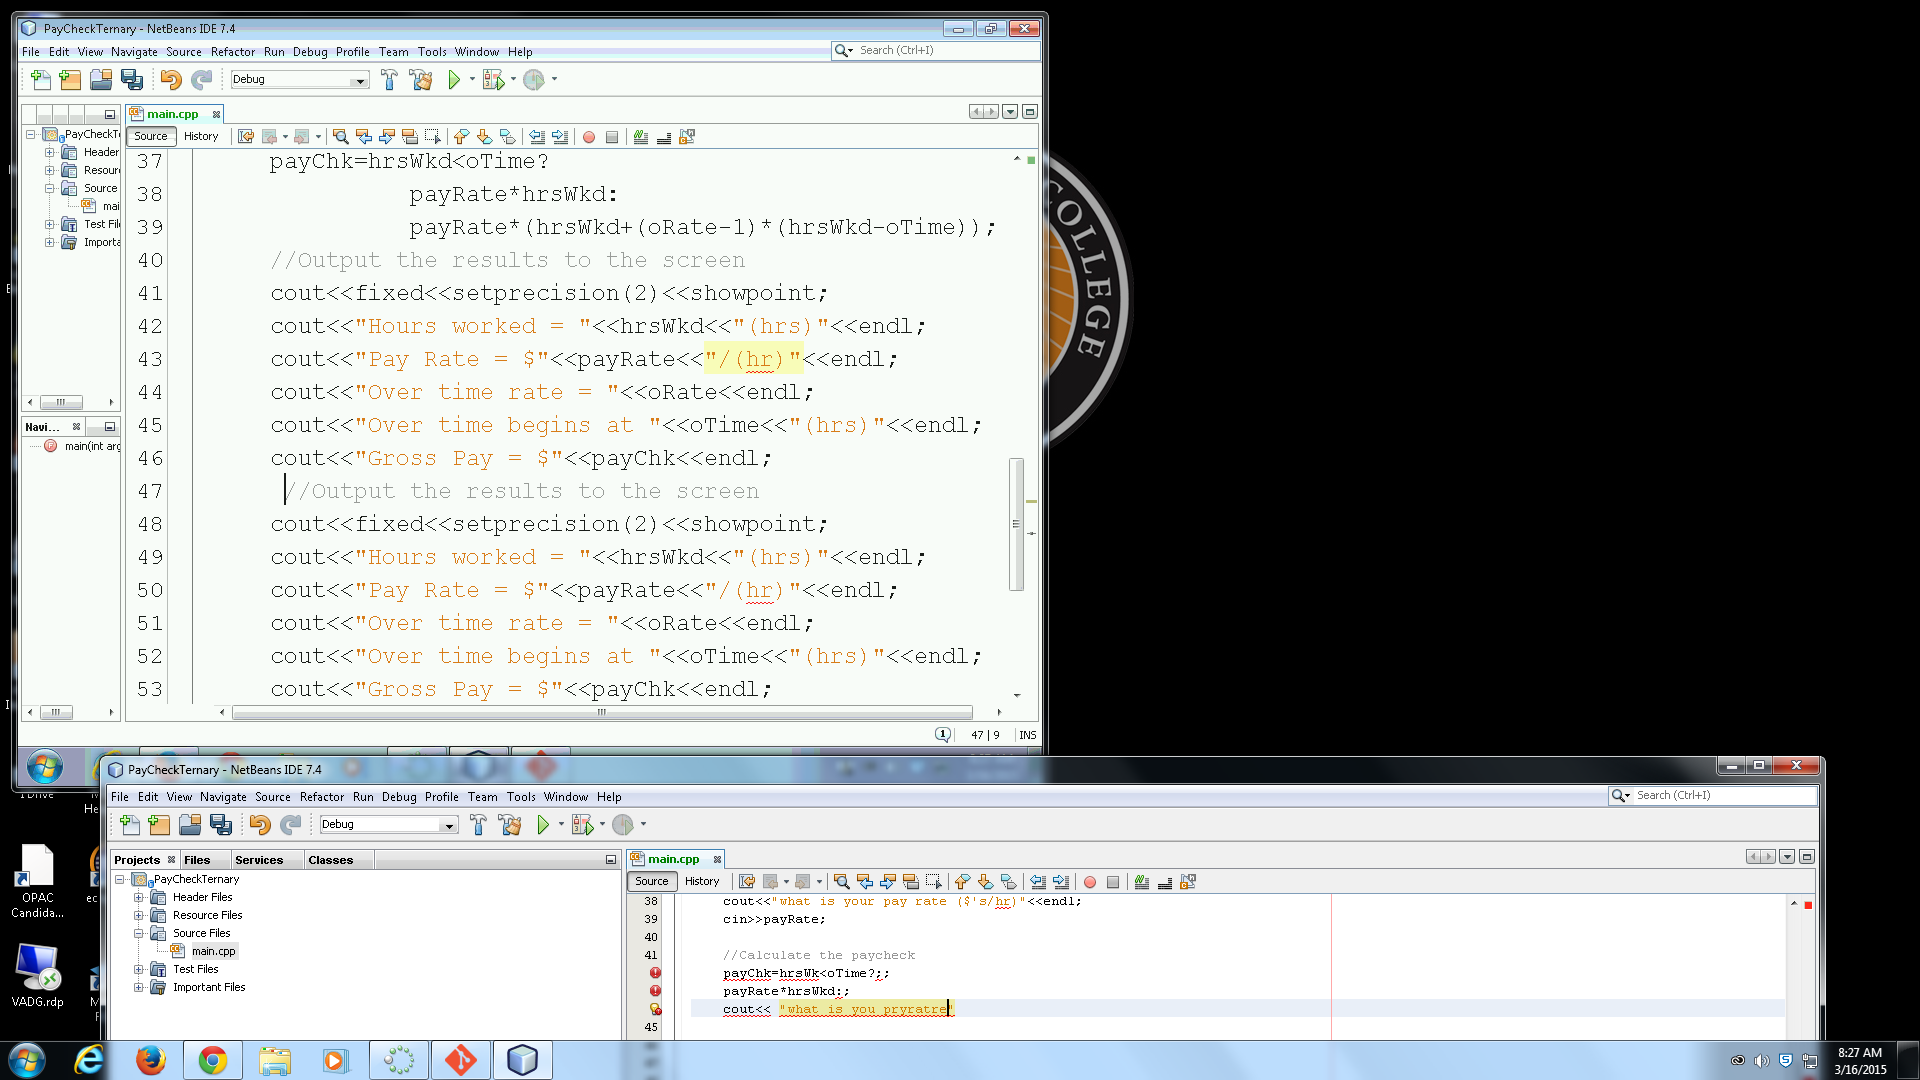 PayCheckTernary - NetBeans IDE 7.4
File Edit View Navigate Source Refactor Run Debug Profile Team Tools Window Help
Search (Ctrl+I)
Debug
main.cpp
Source History
PayCheckT
Header
Resour
Source
mai
Test File
Importa
Navi...
main(int arg
37 payChk=hrsWkd<oTime?
38 payRate*hrsWkd:
39 payRate*(hrsWkd+(oRate-1)*(hrsWkd-oTime));
40 //Output the results to the screen
41 cout<<fixed<<setprecision(2)<<showpoint;
42 cout<<"Hours worked = "<<hrsWkd<<"(hrs)"<<endl;
43 cout<<"Pay Rate = $"<<payRate<<"/(hr)"<<endl;
44 cout<<"Over time rate = "<<oRate<<endl;
45 cout<<"Over time begins at "<<oTime<<"(hrs)"<<endl;
46 cout<<"Gross Pay = $"<<payChk<<endl;
47 //Output the results to the screen
48 cout<<fixed<<setprecision(2)<<showpoint;
49 cout<<"Hours worked = "<<hrsWkd<<"(hrs)"<<endl;
50 cout<<"Pay Rate = $"<<payRate<<"/(hr)"<<endl;
51 cout<<"Over time rate = "<<oRate<<endl;
52 cout<<"Over time begins at "<<oTime<<"(hrs)"<<endl;
53 cout<<"Gross Pay = $"<<payChk<<endl;
1 47 | 9 INS
COLLEGE
PayCheckTernary - NetBeans IDE 7.4
File Edit View Navigate Source Refactor Run Debug Profile Team Tools Window Help
Search (Ctrl+I)
Debug
Projects Files Services Classes
PayCheckTernary
Header Files
Resource Files
Source Files
main.cpp
Test Files
Important Files
main.cpp
Source History
38 cout<<"what is your pay rate ($'s/hr)"<<endl;
39 cin>>payRate;
40
41 //Calculate the paycheck
payChk=hrsWk<oTime?;;
payRate*hrsWkd:;
cout<< "what is you pryratre"
45
OPAC
Candida...
VADG.rdp
8:27 AM
3/16/2015